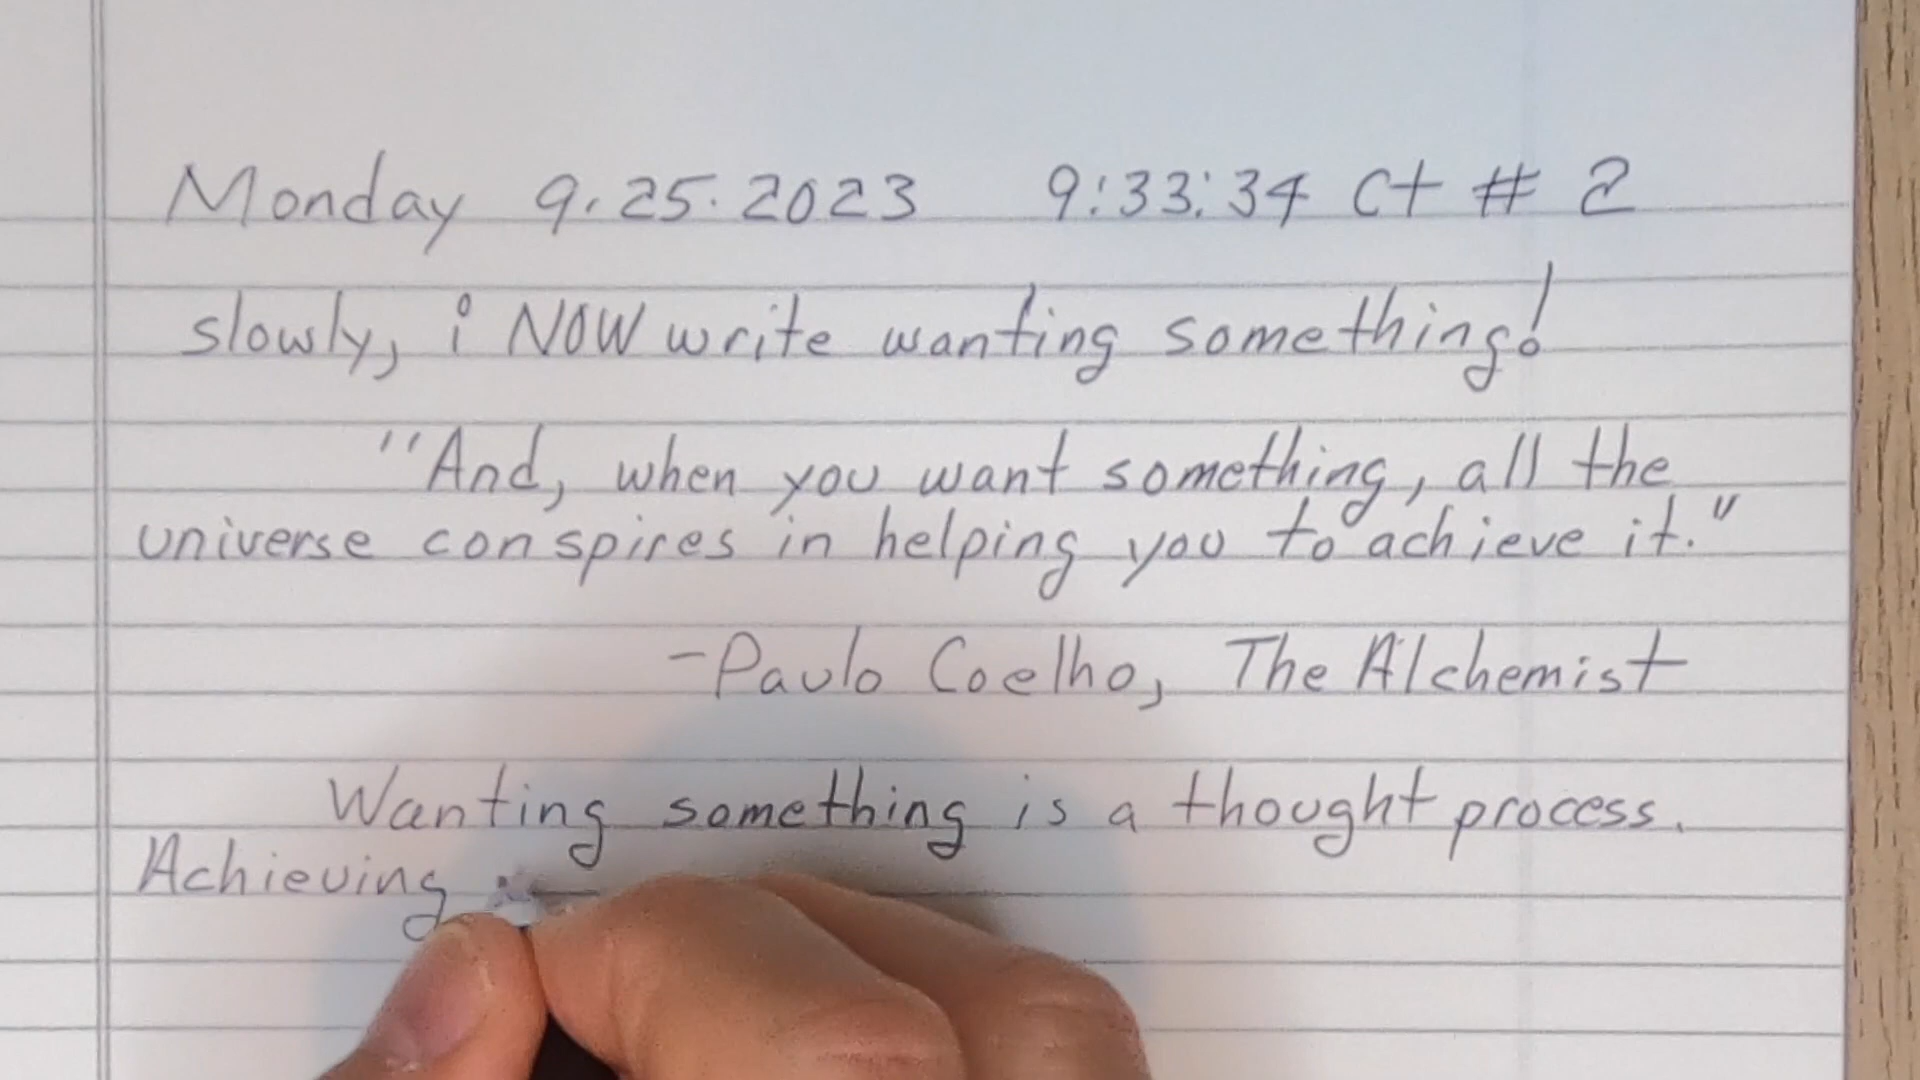 Monday 9.25.2023 9:33:34 Ct # 2
slowly, i NOW write wanting something!
"And, when you want something, all the
universe conspires in helping you to achieve it."
-Paulo Coelho, The Alchemist
Wanting something is a thought process.
Achieving